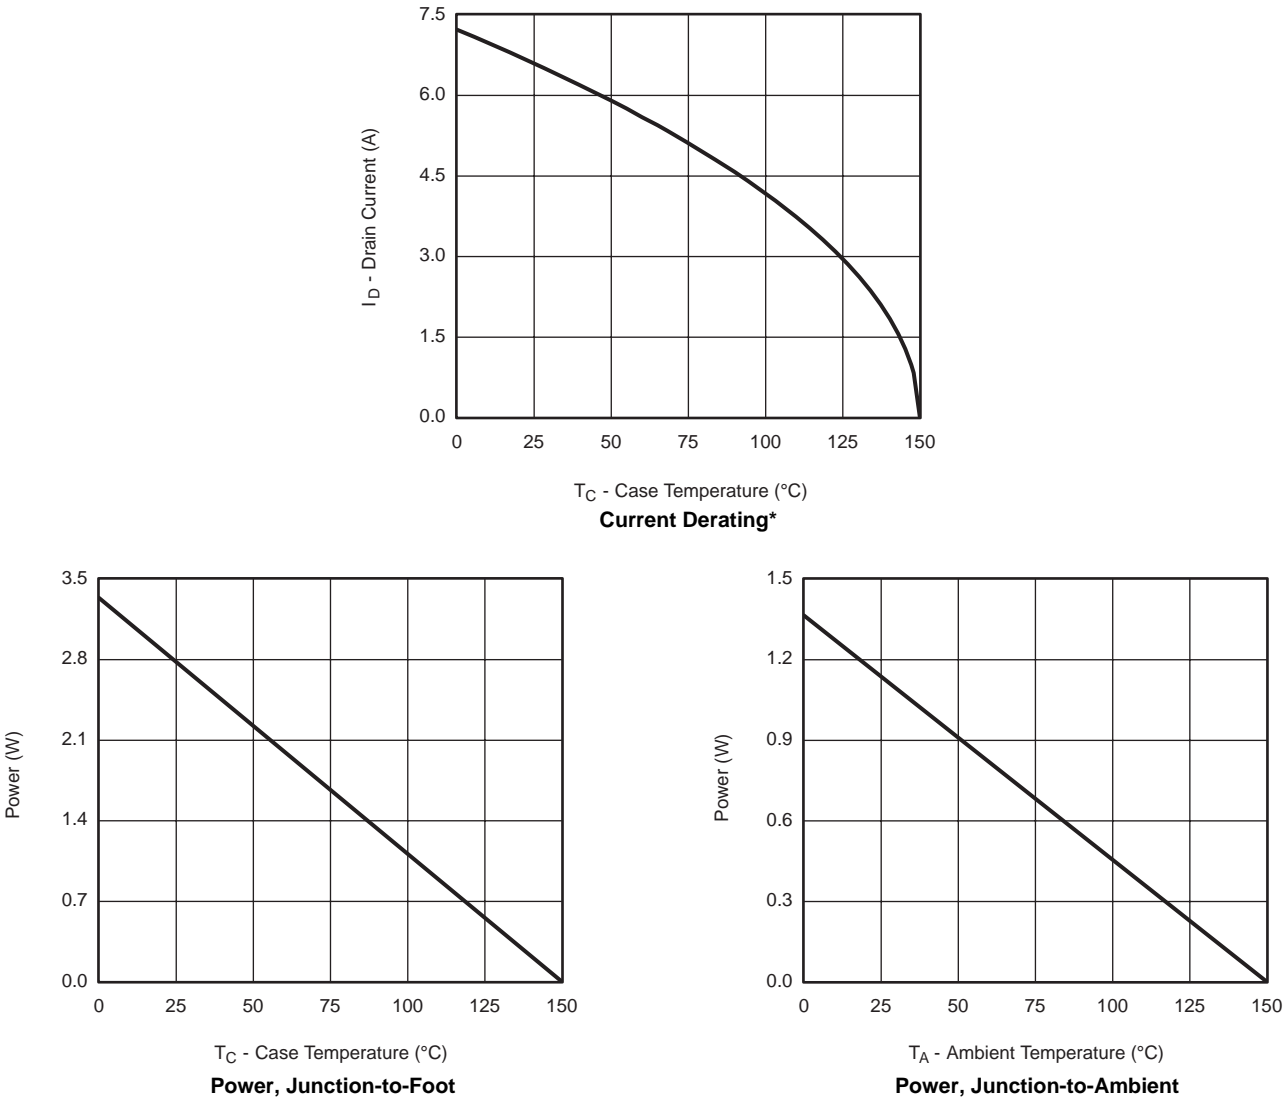 7.5
6.0
4.5
3.0
1.5
0.0
I_D - Drain Current (A)
0 25 50 75 100 125 150
T_C - Case Temperature (°C)
Current Derating*
3.5
2.8
2.1
1.4
0.7
0.0
Power (W)
0 25 50 75 100 125 150
T_C - Case Temperature (°C)
Power, Junction-to-Foot
1.5
1.2
0.9
0.6
0.3
0.0
Power (W)
0 25 50 75 100 125 150
T_A - Ambient Temperature (°C)
Power, Junction-to-Ambient